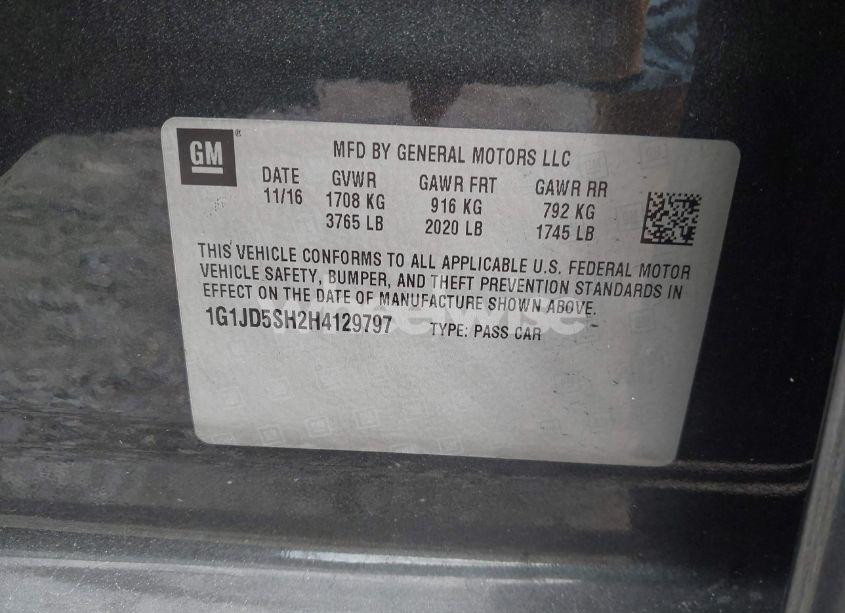 GM
MFD BY GENERAL MOTORS LLC
DATE GVWR GAWR FRT GAWR RR
11/16 1708 KG 916 KG 792 KG
3765 LB 2020 LB 1745 LB
THIS VEHICLE CONFORMS TO ALL APPLICABLE U.S. FEDERAL MOTOR
VEHICLE SAFETY, BUMPER, AND THEFT PREVENTION STANDARDS IN
EFFECT ON THE DATE OF MANUFACTURE SHOWN ABOVE.
1G1JD5SH2H4129797 TYPE: PASS CAR